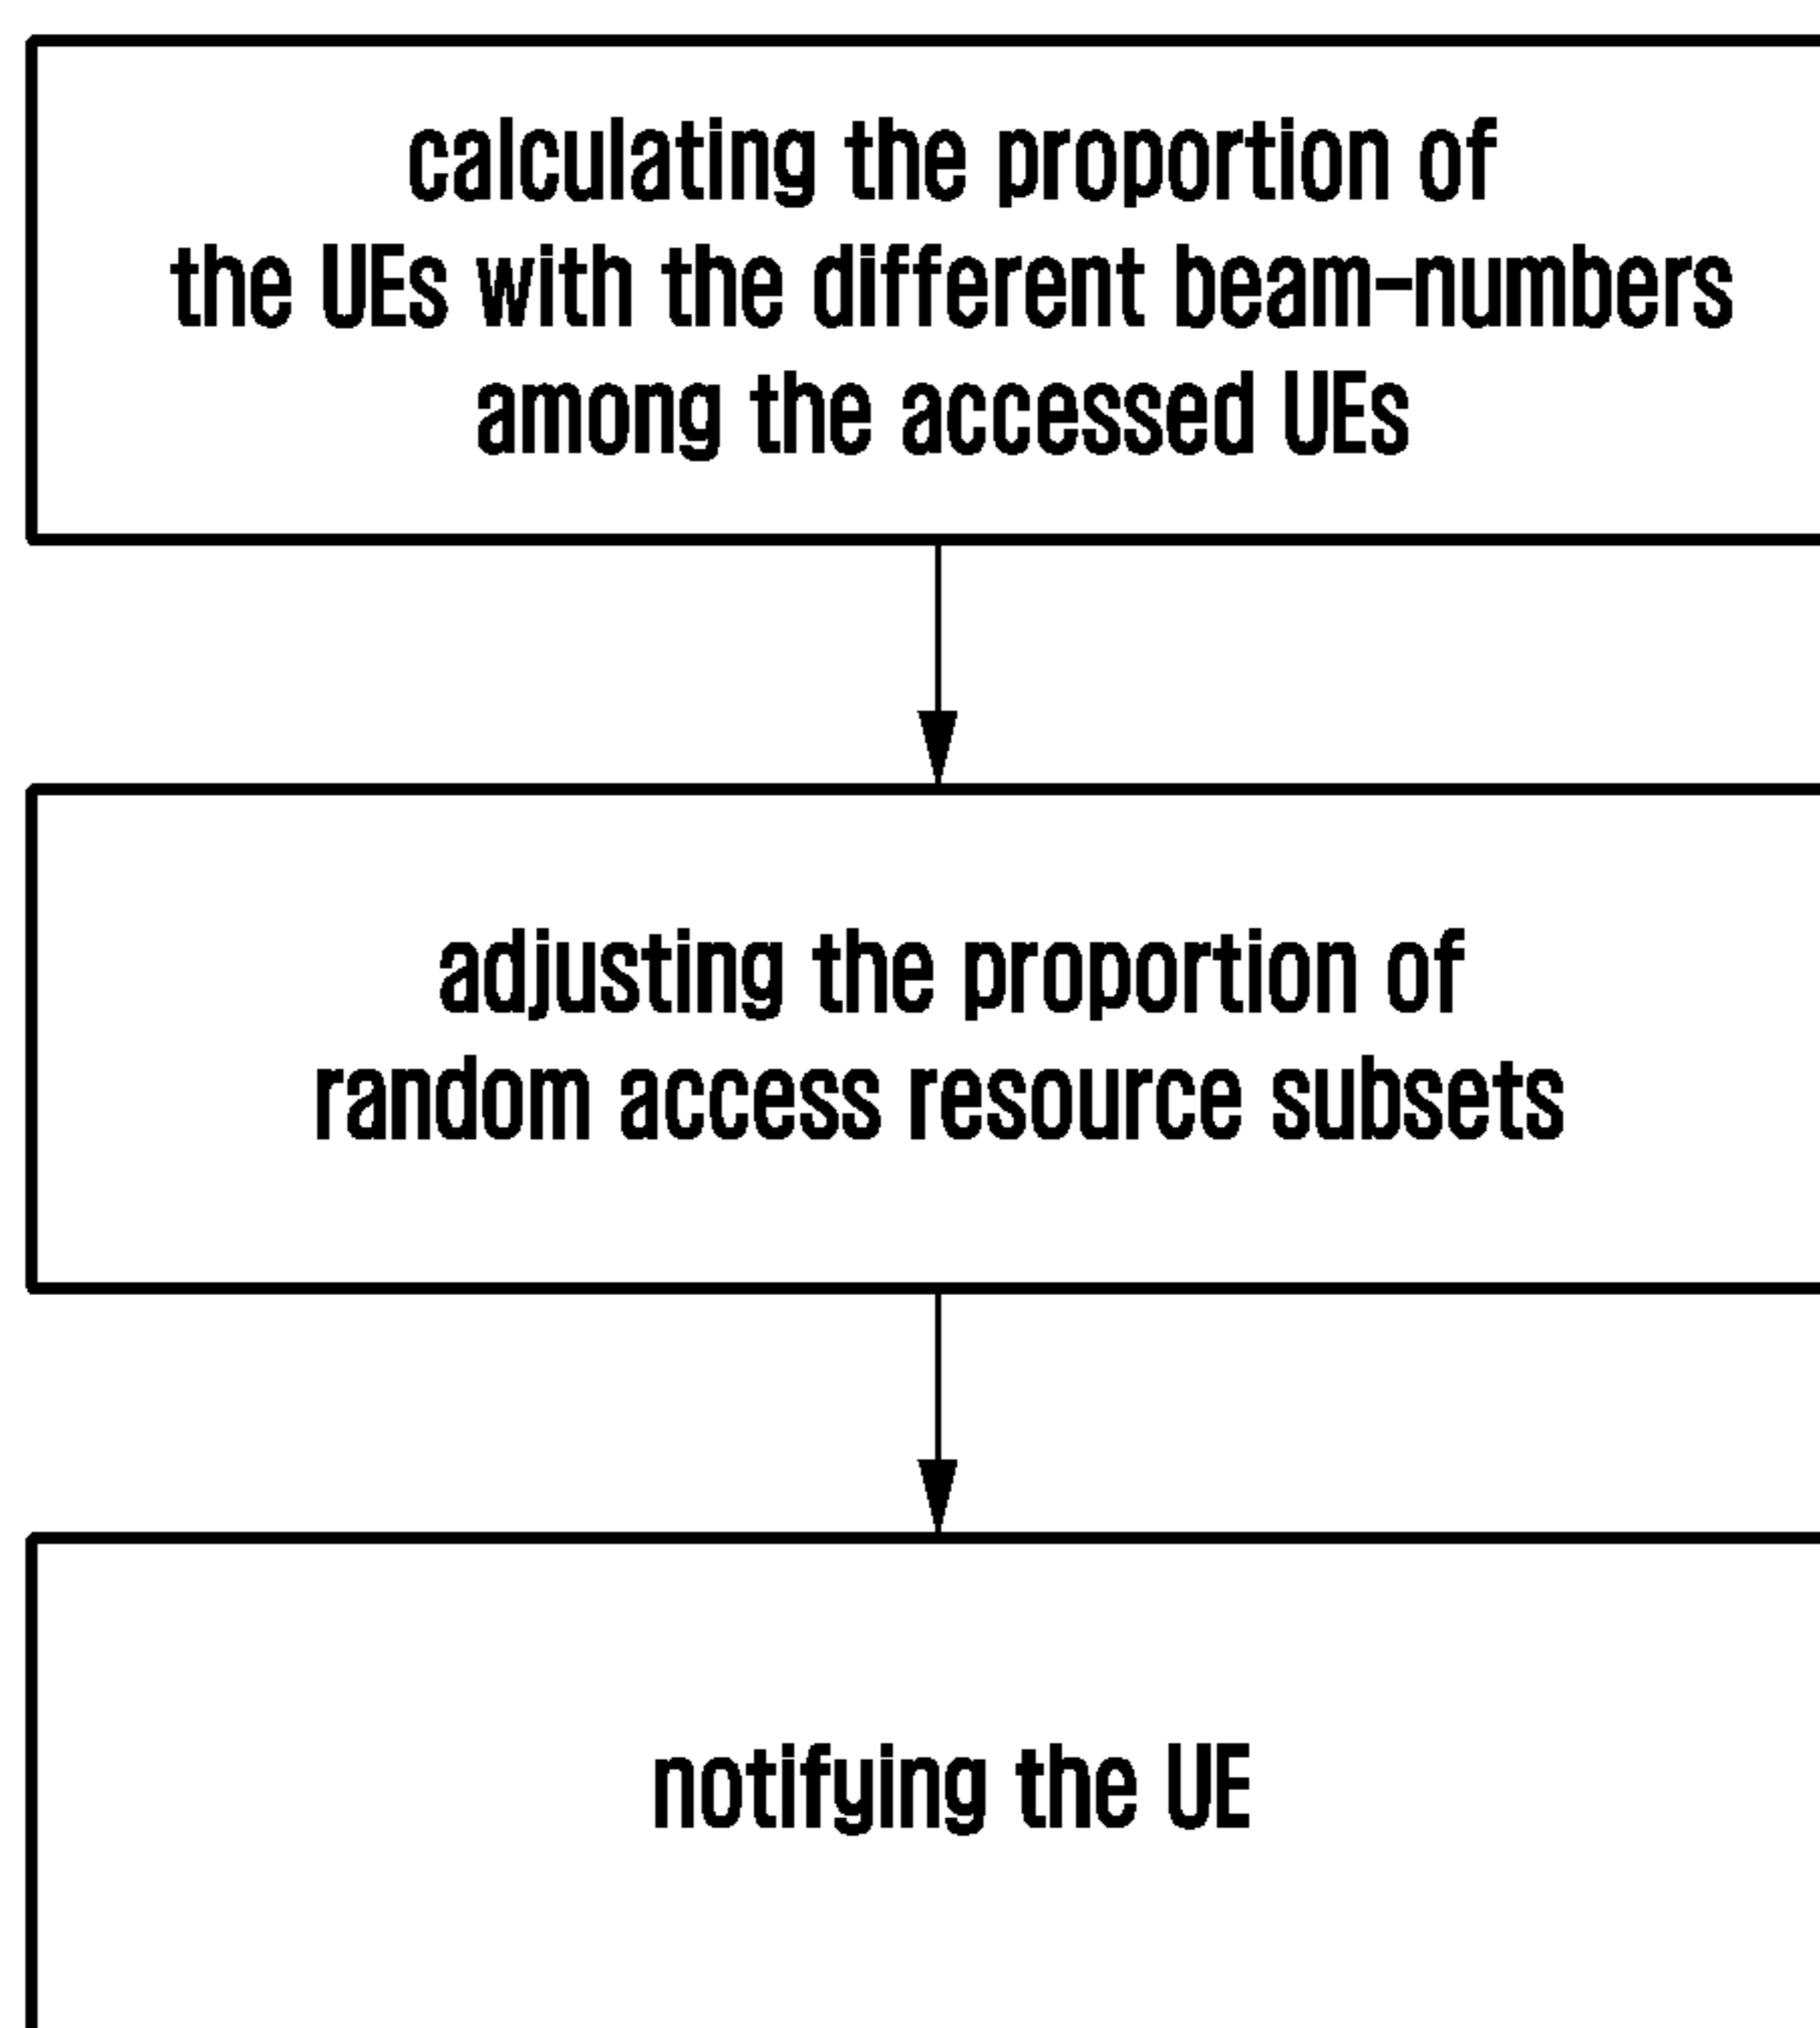 calculating the proportion of
the UEs with the different beam-numbers
among the accessed UEs
adjusting the proportion of
random access resource subsets
notifying the UE